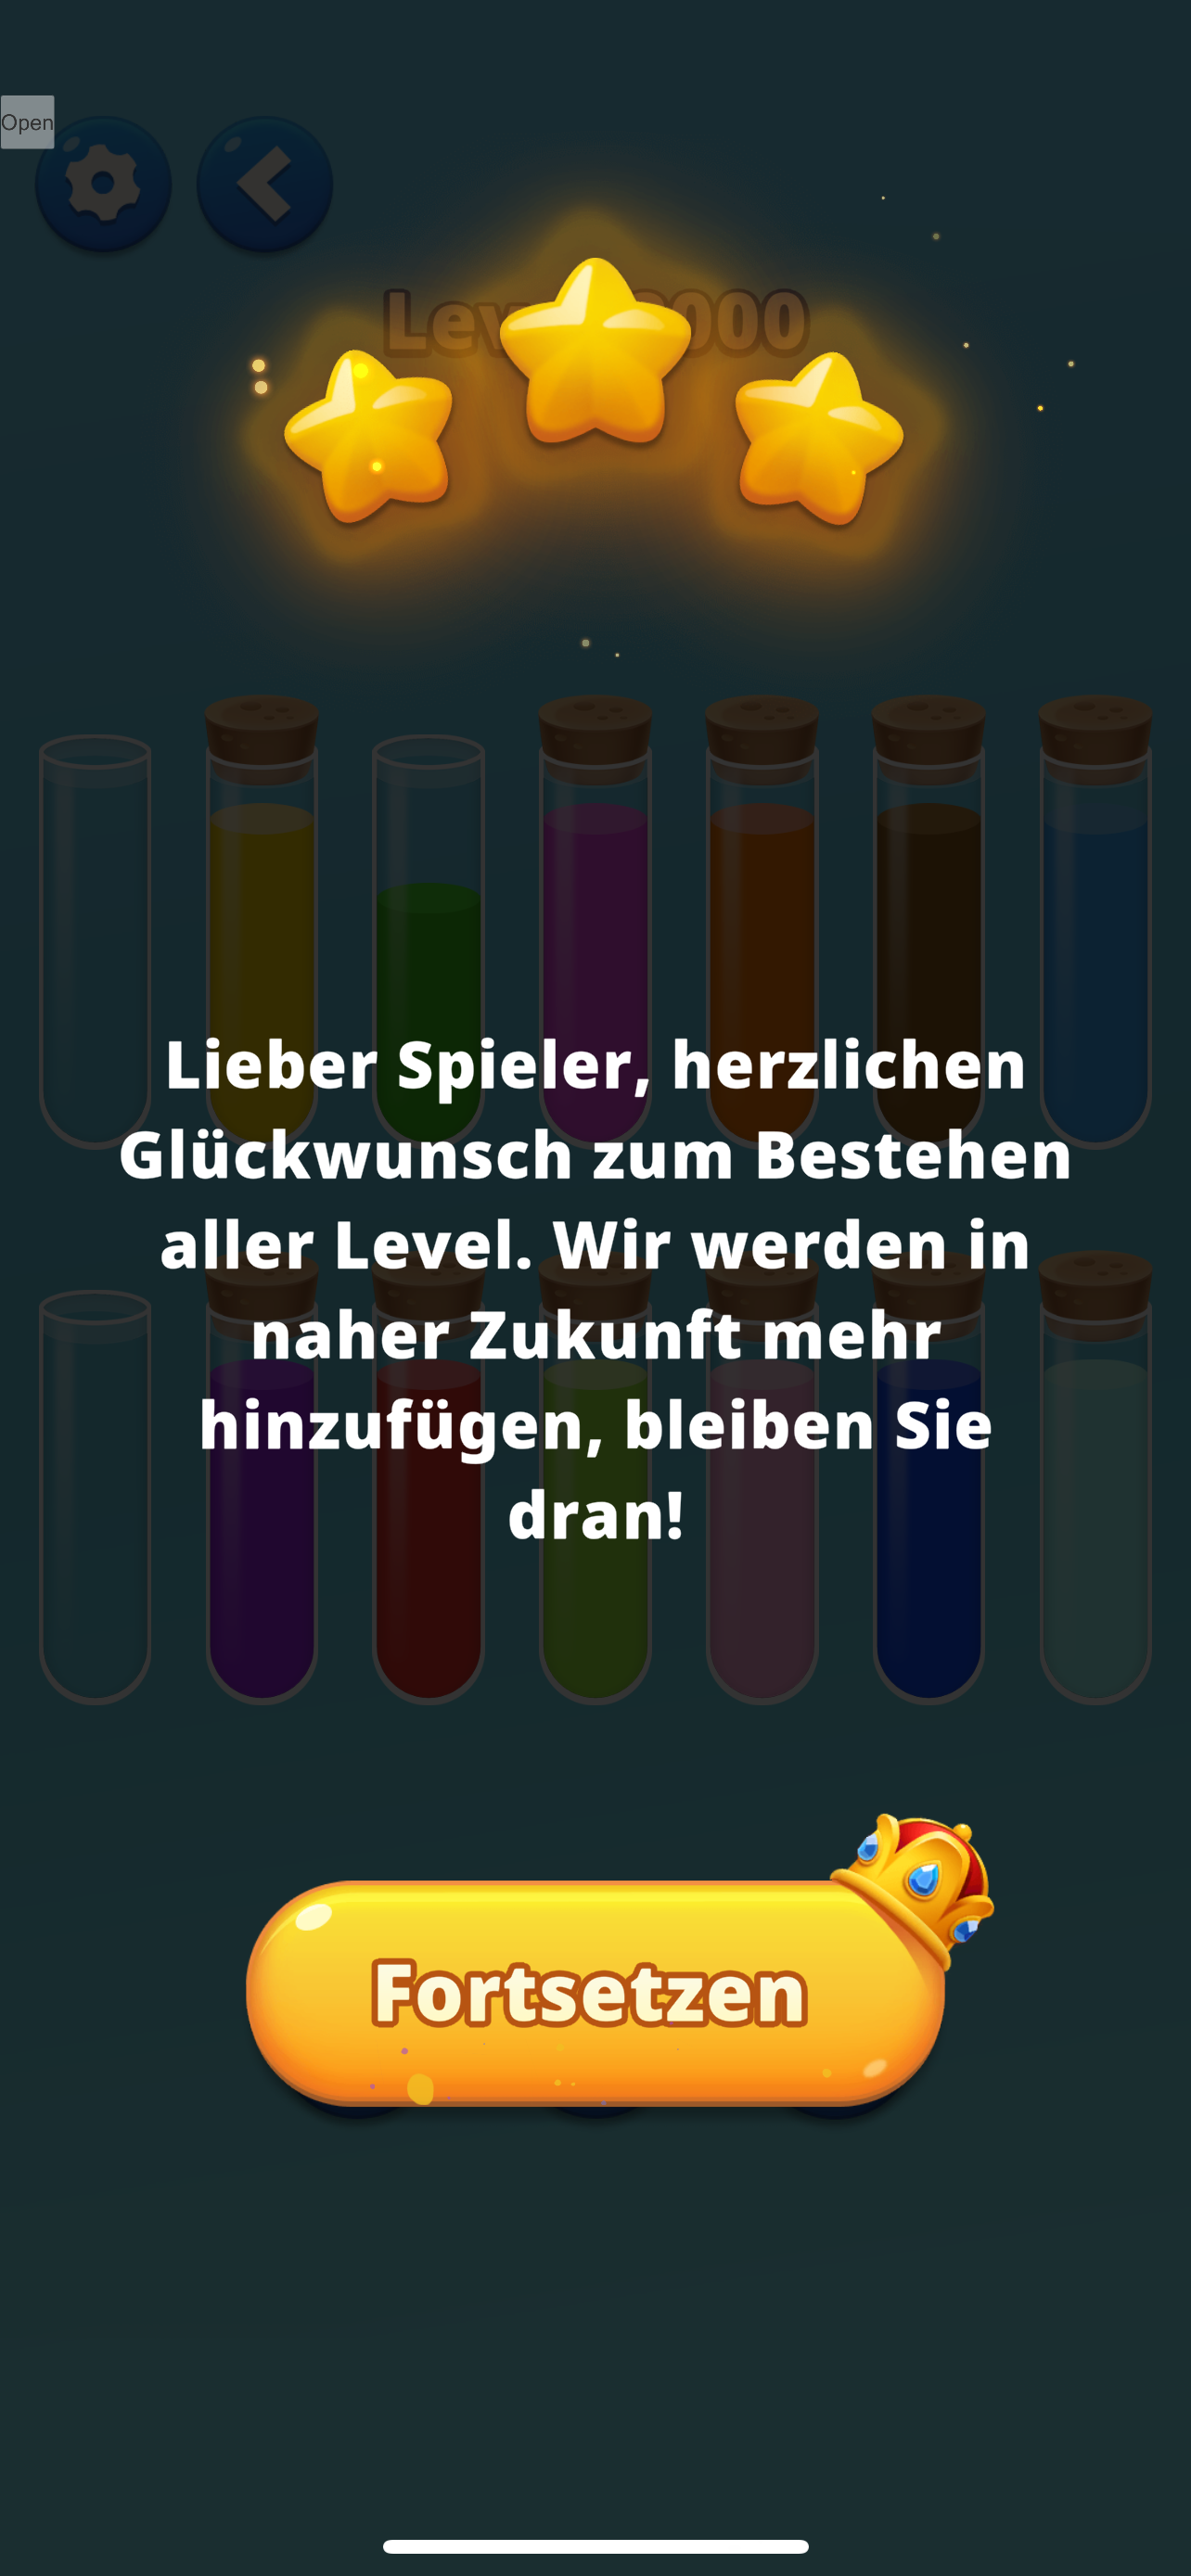 Open
Lieber Spieler, herzlichen
Glückwunsch zum Bestehen
aller Level. Wir werden in
naher Zukunft mehr
hinzufügen, bleiben Sie
dran!
Fortsetzen